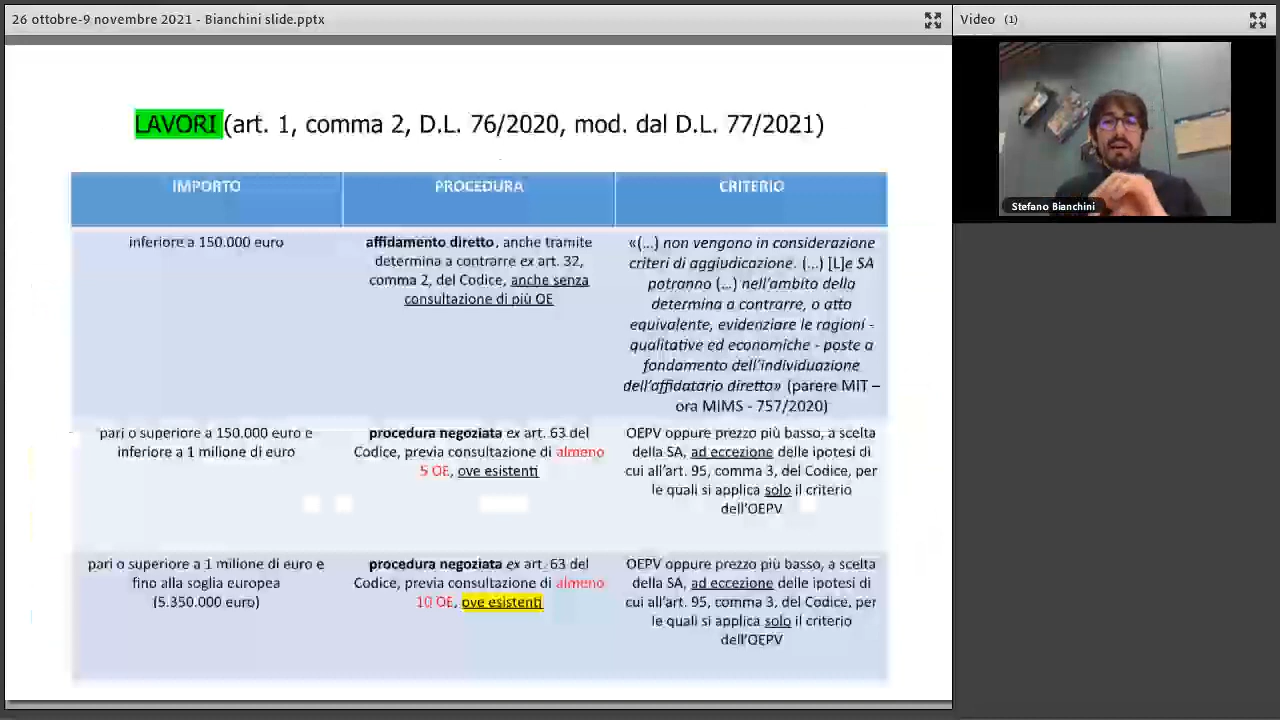 26 ottobre-9 novembre 2021 - Bianchini slide.pptx
Video (1)
LAVORI (art. 1, comma 2, D.L. 76/2020, mod. dal D.L. 77/2021)
IMPORTO
PROCEDURA
CRITERIO
inferiore a 150.000 euro
affidamento diretto, anche tramite
determina a contrarre ex art. 32,
comma 2, del Codice, anche senza
consultazione di più OE
«(...) non vengono in considerazione
criteri di aggiudicazione. (...) [L]e SA
potranno (...) nell'ambito della
determina a contrarre, o atto
equivalente, evidenziare le ragioni -
qualitative ed economiche - poste a
fondamento dell'individuazione
dell'affidatario diretto» (parere MIT –
ora MIMS - 757/2020)
pari o superiore a 150.000 euro e
inferiore a 1 milione di euro
procedura negoziata ex art. 63 del
Codice, previa consultazione di almeno
5 OE, ove esistenti
OEPV oppure prezzo più basso, a scelta
della SA, ad eccezione delle ipotesi di
cui all'art. 95, comma 3, del Codice, per
le quali si applica solo il criterio
dell'OEPV
pari o superiore a 1 milione di euro e
fino alla soglia europea
(5.350.000 euro)
procedura negoziata ex art. 63 del
Codice, previa consultazione di almeno
10 OE, ove esistenti
OEPV oppure prezzo più basso, a scelta
della SA, ad eccezione delle ipotesi di
cui all'art. 95, comma 3, del Codice, per
le quali si applica solo il criterio
dell'OEPV
Stefano Bianchini